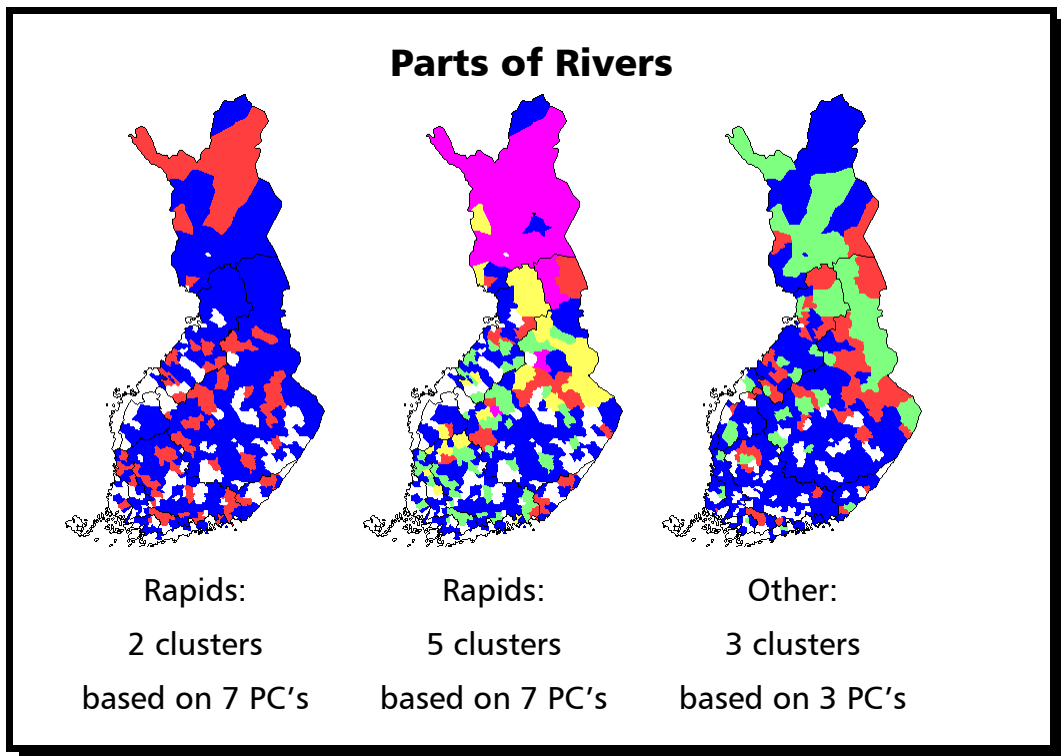 Parts of Rivers
Rapids:
2 clusters
based on 7 PC’s
Rapids:
5 clusters
based on 7 PC’s
Other:
3 clusters
based on 3 PC’s